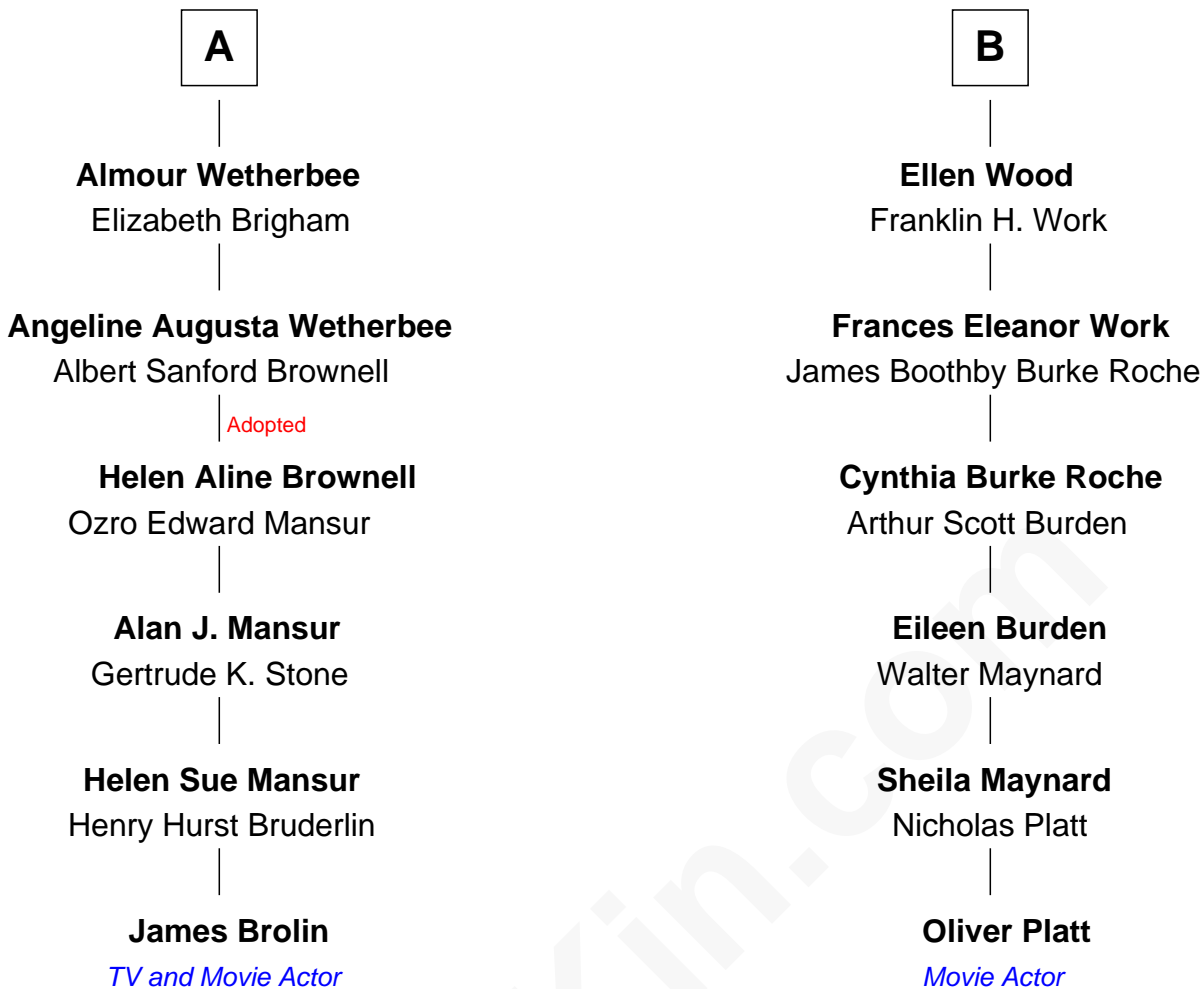 A
Almour Wetherbee
Elizabeth Brigham
Angeline Augusta Wetherbee
Albert Sanford Brownell
Adopted
Helen Aline Brownell
Ozro Edward Mansur
Alan J. Mansur
Gertrude K. Stone
Helen Sue Mansur
Henry Hurst Bruderlin
James Brolin
TV and Movie Actor
B
Ellen Wood
Franklin H. Work
Frances Eleanor Work
James Boothby Burke Roche
Cynthia Burke Roche
Arthur Scott Burden
Eileen Burden
Walter Maynard
Sheila Maynard
Nicholas Platt
Oliver Platt
Movie Actor
Kin.com